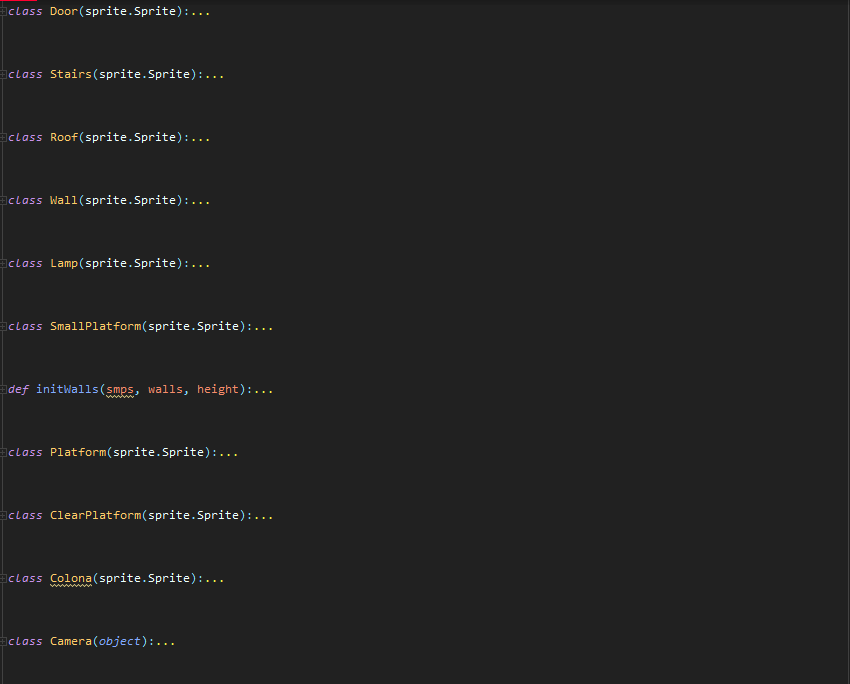 class Door(sprite.Sprite):...
class Stairs(sprite.Sprite):...
class Roof(sprite.Sprite):...
class Wall(sprite.Sprite):...
class Lamp(sprite.Sprite):...
class SmallPlatform(sprite.Sprite):...
def initWalls(smps, walls, height):...
class Platform(sprite.Sprite):...
class ClearPlatform(sprite.Sprite):...
class Colona(sprite.Sprite):...
class Camera(object):...